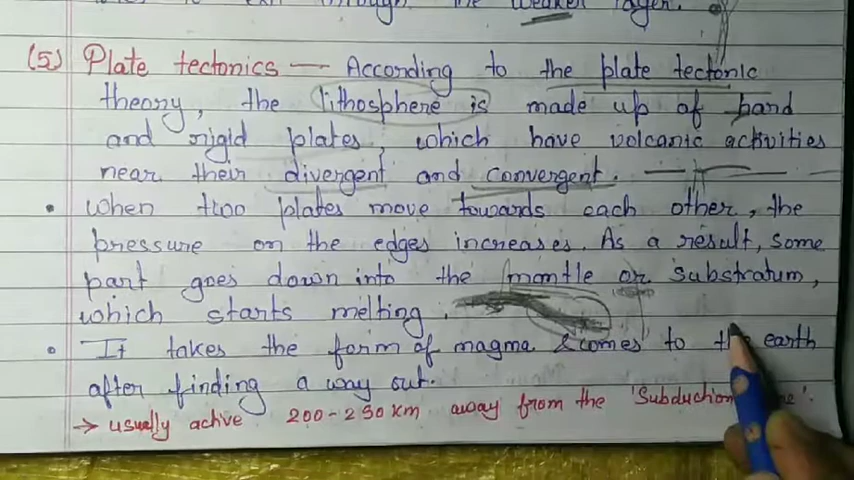 through the weaker layer.
(5) Plate tectonics — According to the plate tectonic
theory, the lithosphere is made up of hard
and rigid plates, which have volcanic activities
near their divergent and convergent.
• When two plates move towards each other, the
pressure on the edges increases. As a result, some
part goes down into the mantle or substratum,
which starts melting.
• It takes the form of magma & comes to the earth
after finding a way out.
→ usually active 200-250 km away from the 'Subduction